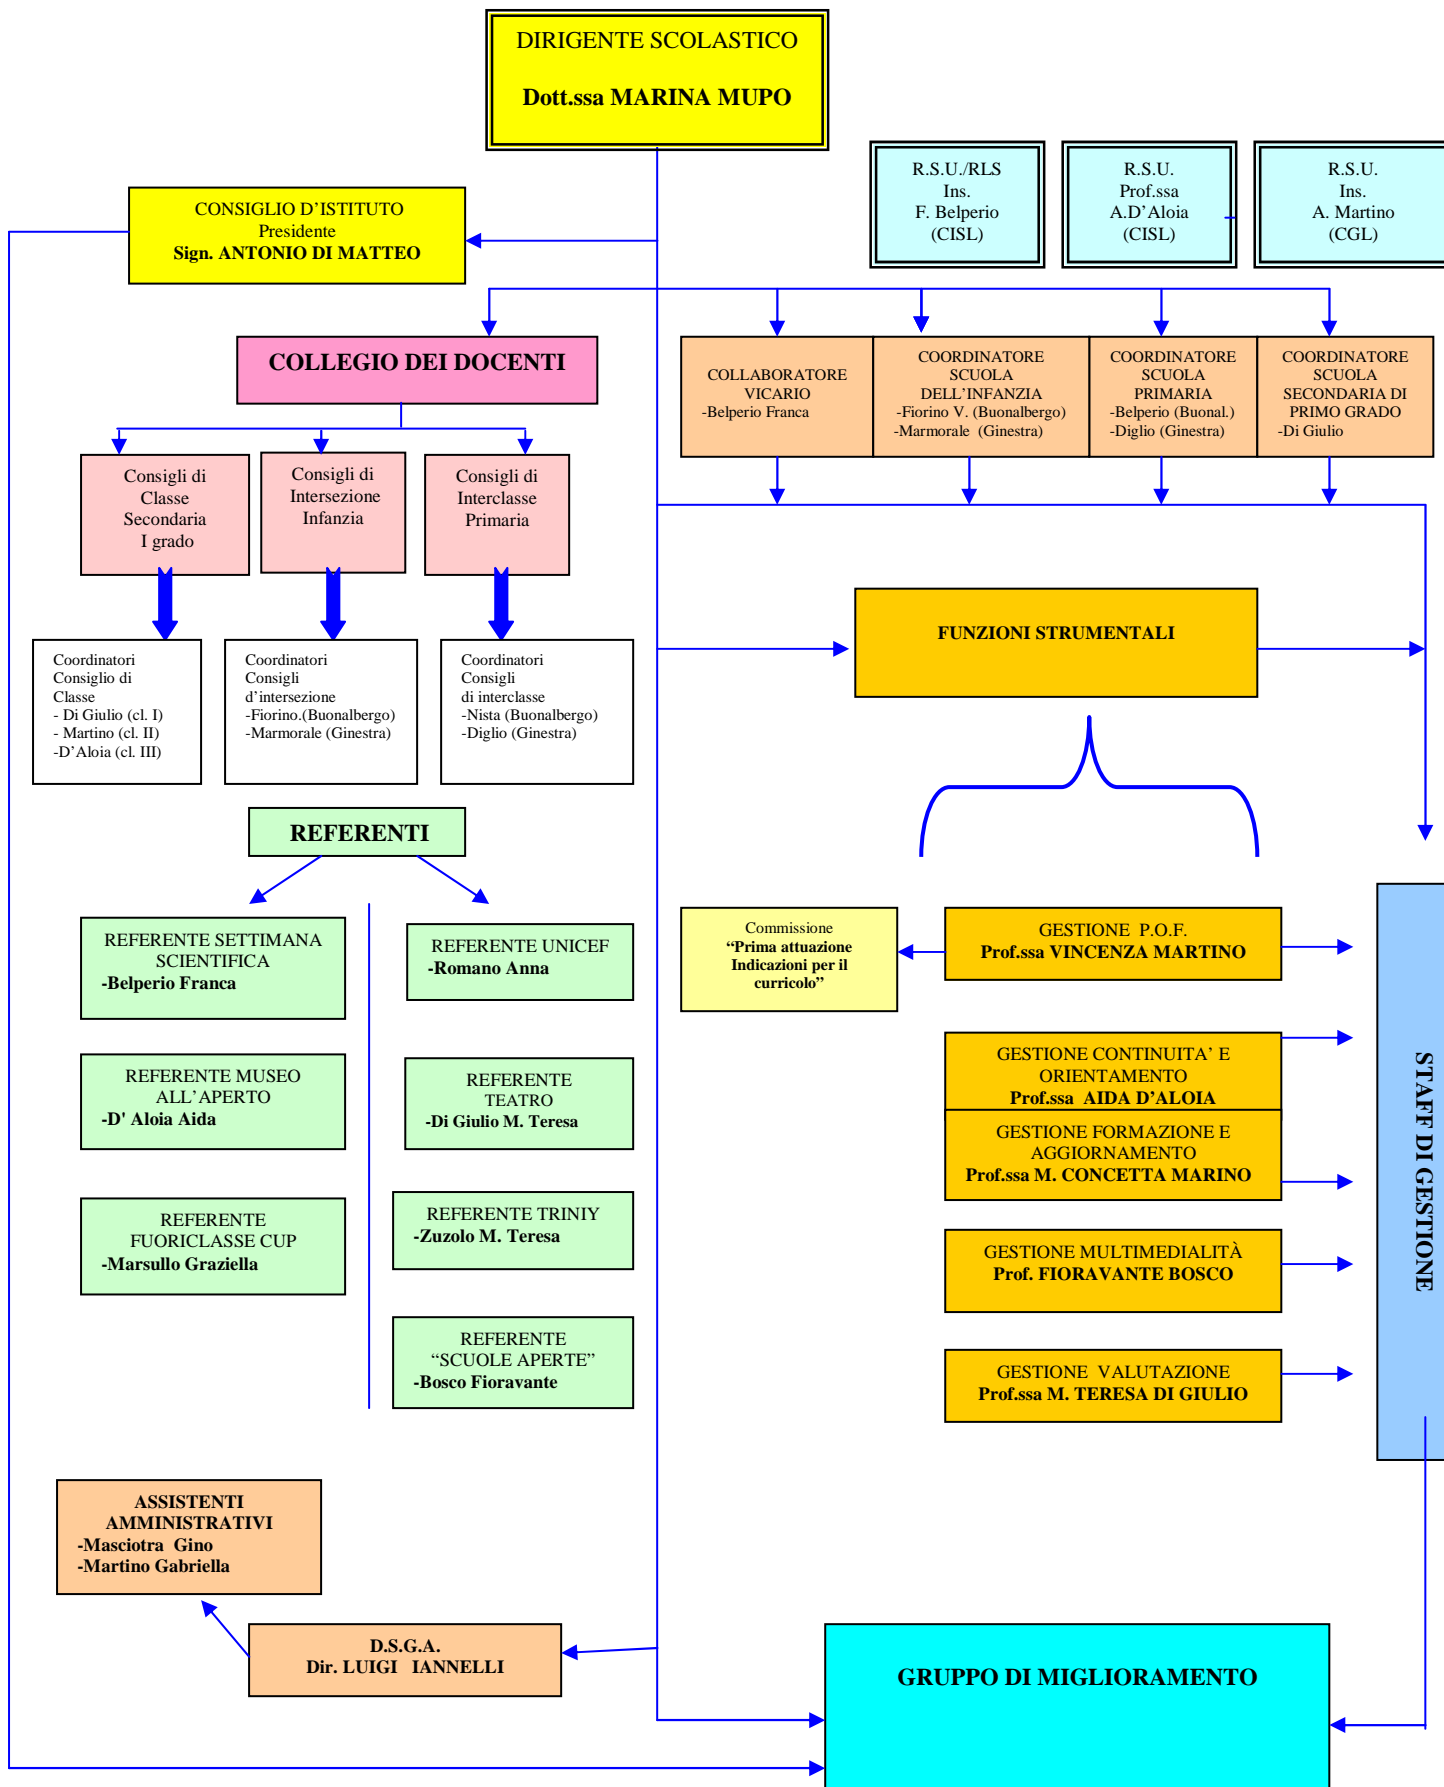 DIRIGENTE SCOLASTICO
Dott.ssa MARINA MUPO
R.S.U./RLS
Ins.
F. Belperio
(CISL)
R.S.U.
Prof.ssa
A.D’Aloia
(CISL)
R.S.U.
Ins.
A. Martino
(CGL)
CONSIGLIO D’ISTITUTO
Presidente
Sign. ANTONIO DI MATTEO
COLLEGIO DEI DOCENTI
COLLABORATORE
VICARIO
-Belperio Franca
COORDINATORE
SCUOLA
DELL’INFANZIA
-Fiorino V. (Buonalbergo)
-Marmorale (Ginestra)
COORDINATORE
SCUOLA
PRIMARIA
-Belperio (Buonal.)
-Diglio (Ginestra)
COORDINATORE
SCUOLA
SECONDARIA DI
PRIMO GRADO
-Di Giulio
Consigli di
Classe
Secondaria
I grado
Consigli di
Intersezione
Infanzia
Consigli di
Interclasse
Primaria
Coordinatori
Consiglio di
Classe
- Di Giulio (cl. I)
- Martino (cl. II)
-D’Aloia (cl. III)
Coordinatori
Consigli
d’intersezione
-Fiorino.(Buonalbergo)
-Marmorale (Ginestra)
Coordinatori
Consigli
di interclasse
-Nista (Buonalbergo)
-Diglio (Ginestra)
FUNZIONI STRUMENTALI
REFERENTI
REFERENTE SETTIMANA
SCIENTIFICA
-Belperio Franca
REFERENTE UNICEF
-Romano Anna
REFERENTE MUSEO
ALL’APERTO
-D' Aloia Aida
REFERENTE
TEATRO
-Di Giulio M. Teresa
REFERENTE
FUORICLASSE CUP
-Marsullo Graziella
REFERENTE TRINIY
-Zuzolo M. Teresa
REFERENTE
“SCUOLE APERTE”
-Bosco Fioravante
Commissione
“Prima attuazione
Indicazioni per il
curricolo”
GESTIONE P.O.F.
Prof.ssa VINCENZA MARTINO
GESTIONE CONTINUITA’ E
ORIENTAMENTO
Prof.ssa AIDA D’ALOIA
GESTIONE FORMAZIONE E
AGGIORNAMENTO
Prof.ssa M. CONCETTA MARINO
GESTIONE MULTIMEDIALITÀ
Prof. FIORAVANTE BOSCO
GESTIONE VALUTAZIONE
Prof.ssa M. TERESA DI GIULIO
STAFF DI GESTIONE
ASSISTENTI
AMMINISTRATIVI
-Masciotra Gino
-Martino Gabriella
D.S.G.A.
Dir. LUIGI IANNELLI
GRUPPO DI MIGLIORAMENTO